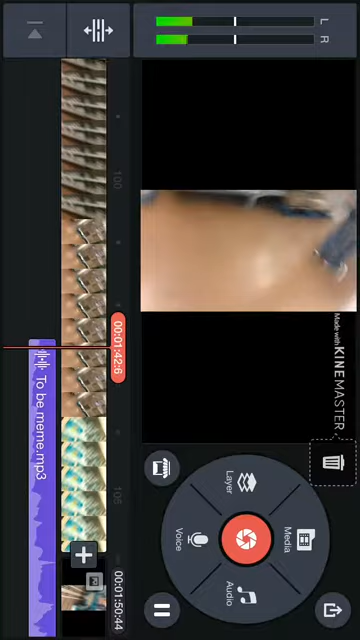 L
R
100
00:01:42:6
To be meme.mp3
105
00:01:50:44
Made with KINEMASTER
Media
Layer
Voice
Audio